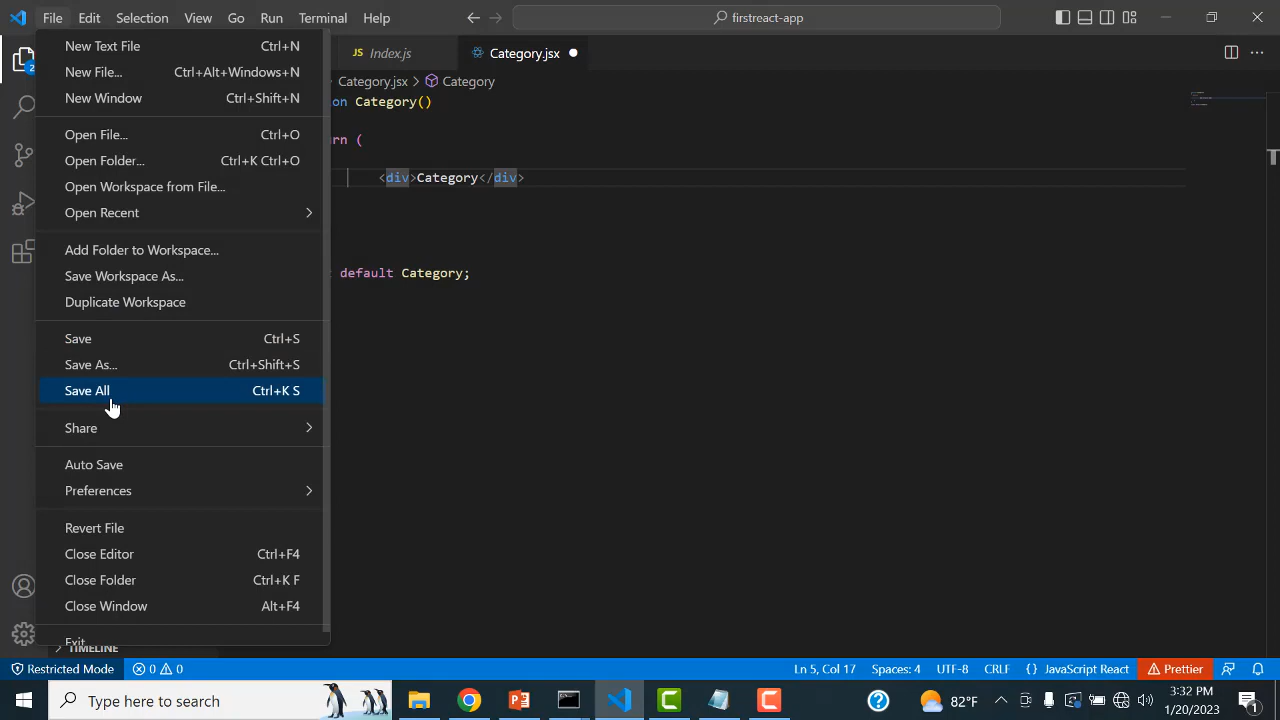 File Edit Selection View Go Run Terminal Help
firstreact-app
New Text File Ctrl+N
New File... Ctrl+Alt+Windows+N
New Window Ctrl+Shift+N
Open File... Ctrl+O
Open Folder... Ctrl+K Ctrl+O
Open Workspace from File...
Open Recent
Add Folder to Workspace...
Save Workspace As...
Duplicate Workspace
Save Ctrl+S
Save As... Ctrl+Shift+S
Save All Ctrl+K S
Share
Auto Save
Preferences
Revert File
Close Editor Ctrl+F4
Close Folder Ctrl+K F
Close Window Alt+F4
Exit
TIMELINE
2
JS Index.js
Category.jsx
Category.jsx > Category
on Category()
urn (
<div>Category</div>
default Category;
Restricted Mode 0 0
Ln 5, Col 17 Spaces: 4 UTF-8 CRLF { } JavaScript React Prettier
Type here to search
82°F
3:32 PM
1/20/2023
1